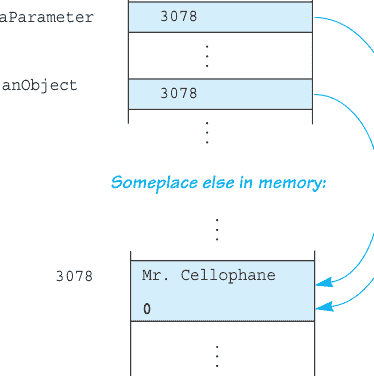 aParameter 3078
anObject 3078
Someplace else in memory:
3078 Mr. Cellophane
0